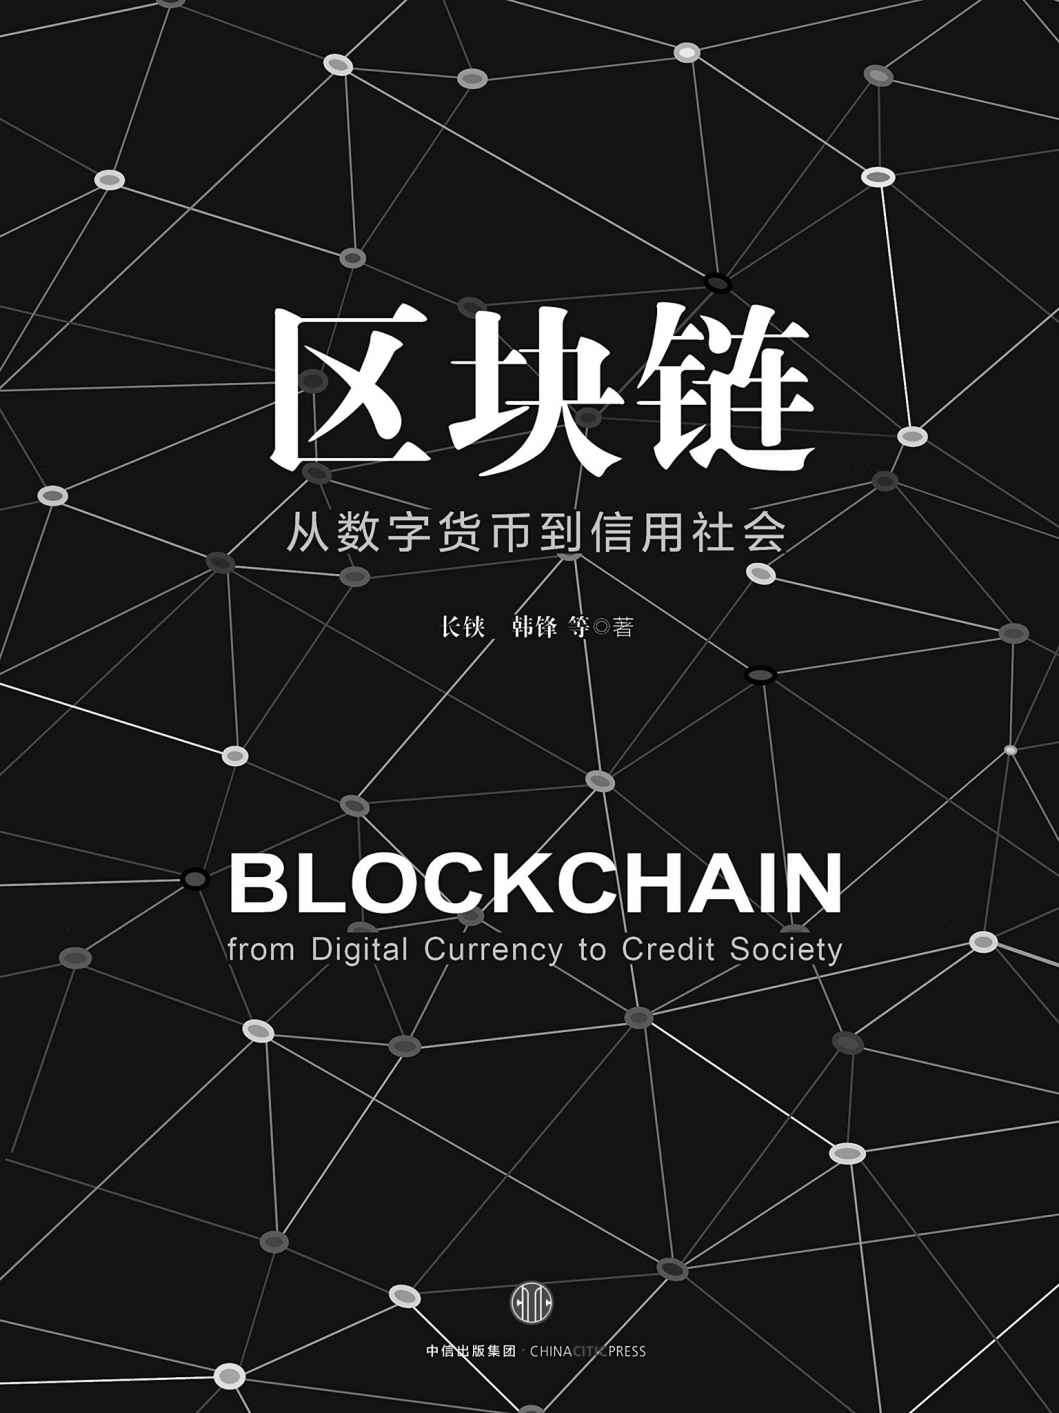 区块链
从数字货币到信用社会
长铗　韩锋 等◎著
BLOCKCHAIN
from Digital Currency to Credit Society
中信出版集团·CHINACITICPRESS